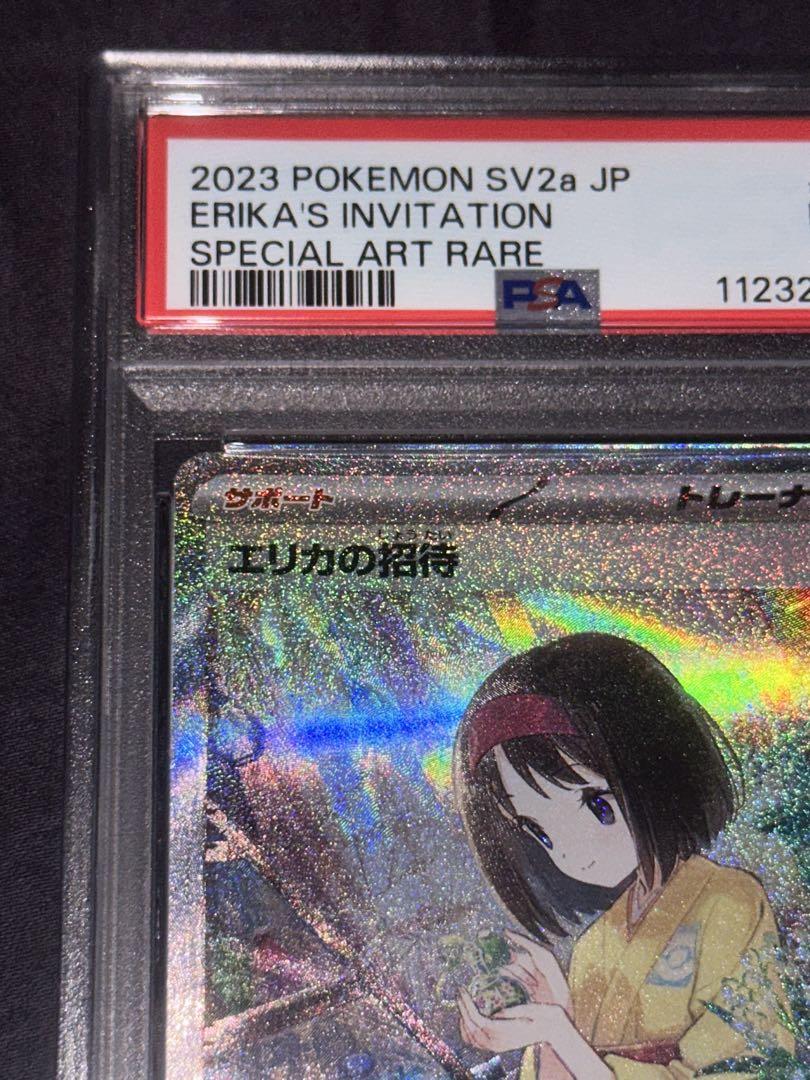 2023 POKEMON SV2a JP
ERIKA'S INVITATION
SPECIAL ART RARE
PSA
11232
サポート
トレーナ
エリカの招待